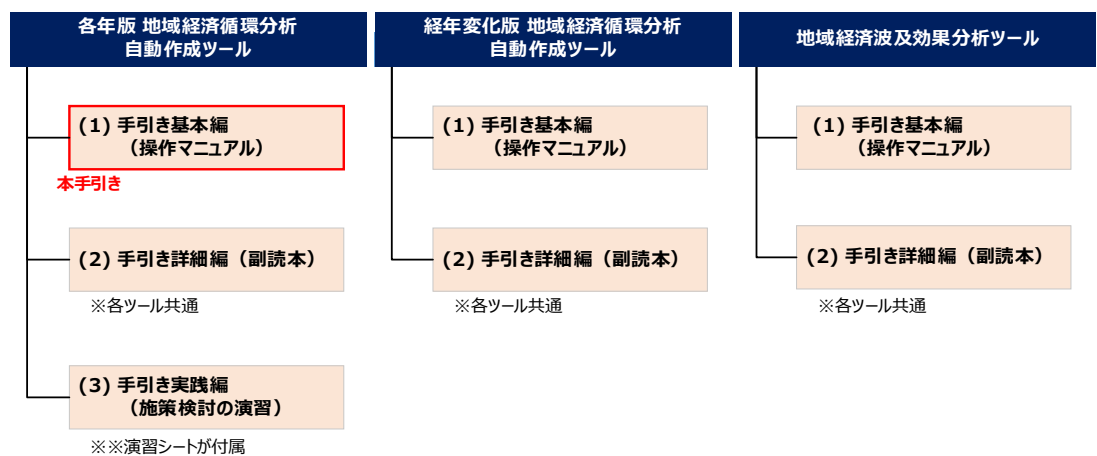 各年版 地域経済循環分析
自動作成ツール
(1) 手引き基本編
（操作マニュアル）
本手引き
(2) 手引き詳細編（副読本）
※各ツール共通
(3) 手引き実践編
（施策検討の演習）
※※演習シートが付属
経年変化版 地域経済循環分析
自動作成ツール
(1) 手引き基本編
（操作マニュアル）
(2) 手引き詳細編（副読本）
※各ツール共通
地域経済波及効果分析ツール
(1) 手引き基本編
（操作マニュアル）
(2) 手引き詳細編（副読本）
※各ツール共通